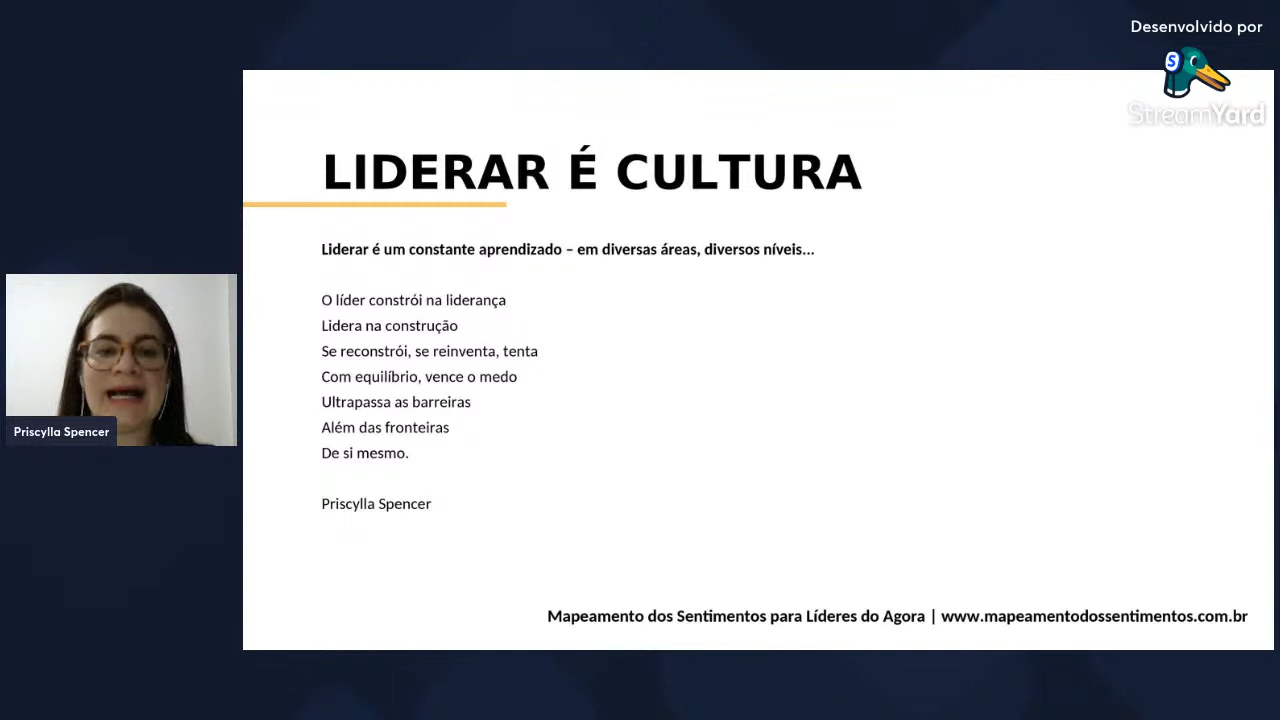 Desenvolvido por
S
StreamYard
LIDERAR É CULTURA
Liderar é um constante aprendizado – em diversas áreas, diversos níveis...
O líder constrói na liderança
Lidera na construção
Se reconstrói, se reinventa, tenta
Com equilíbrio, vence o medo
Ultrapassa as barreiras
Além das fronteiras
De si mesmo.
Priscylla Spencer
Priscylla Spencer
Mapeamento dos Sentimentos para Líderes do Agora | www.mapeamentodossentimentos.com.br